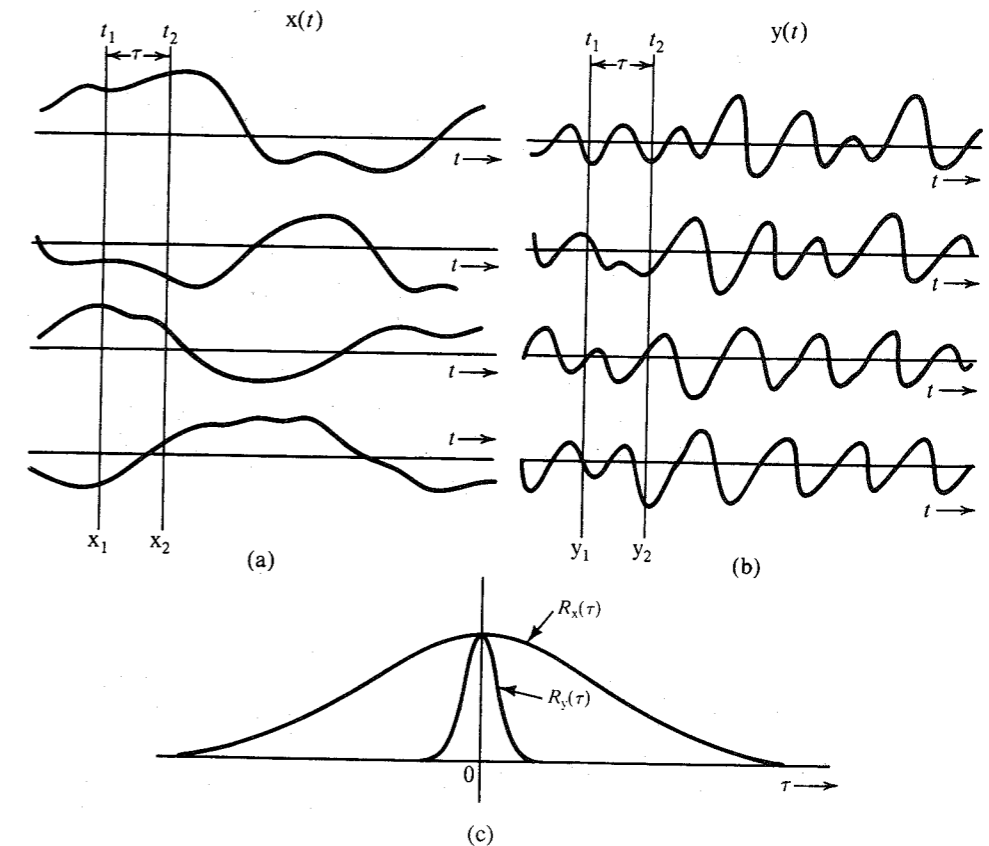 x(t)
t1 t2
τ
t →
t →
t →
t →
x1 x2
(a)
y(t)
t1 t2
τ
t →
t →
t →
t →
y1 y2
(b)
Rx(τ)
Ry(τ)
0
τ →
(c)